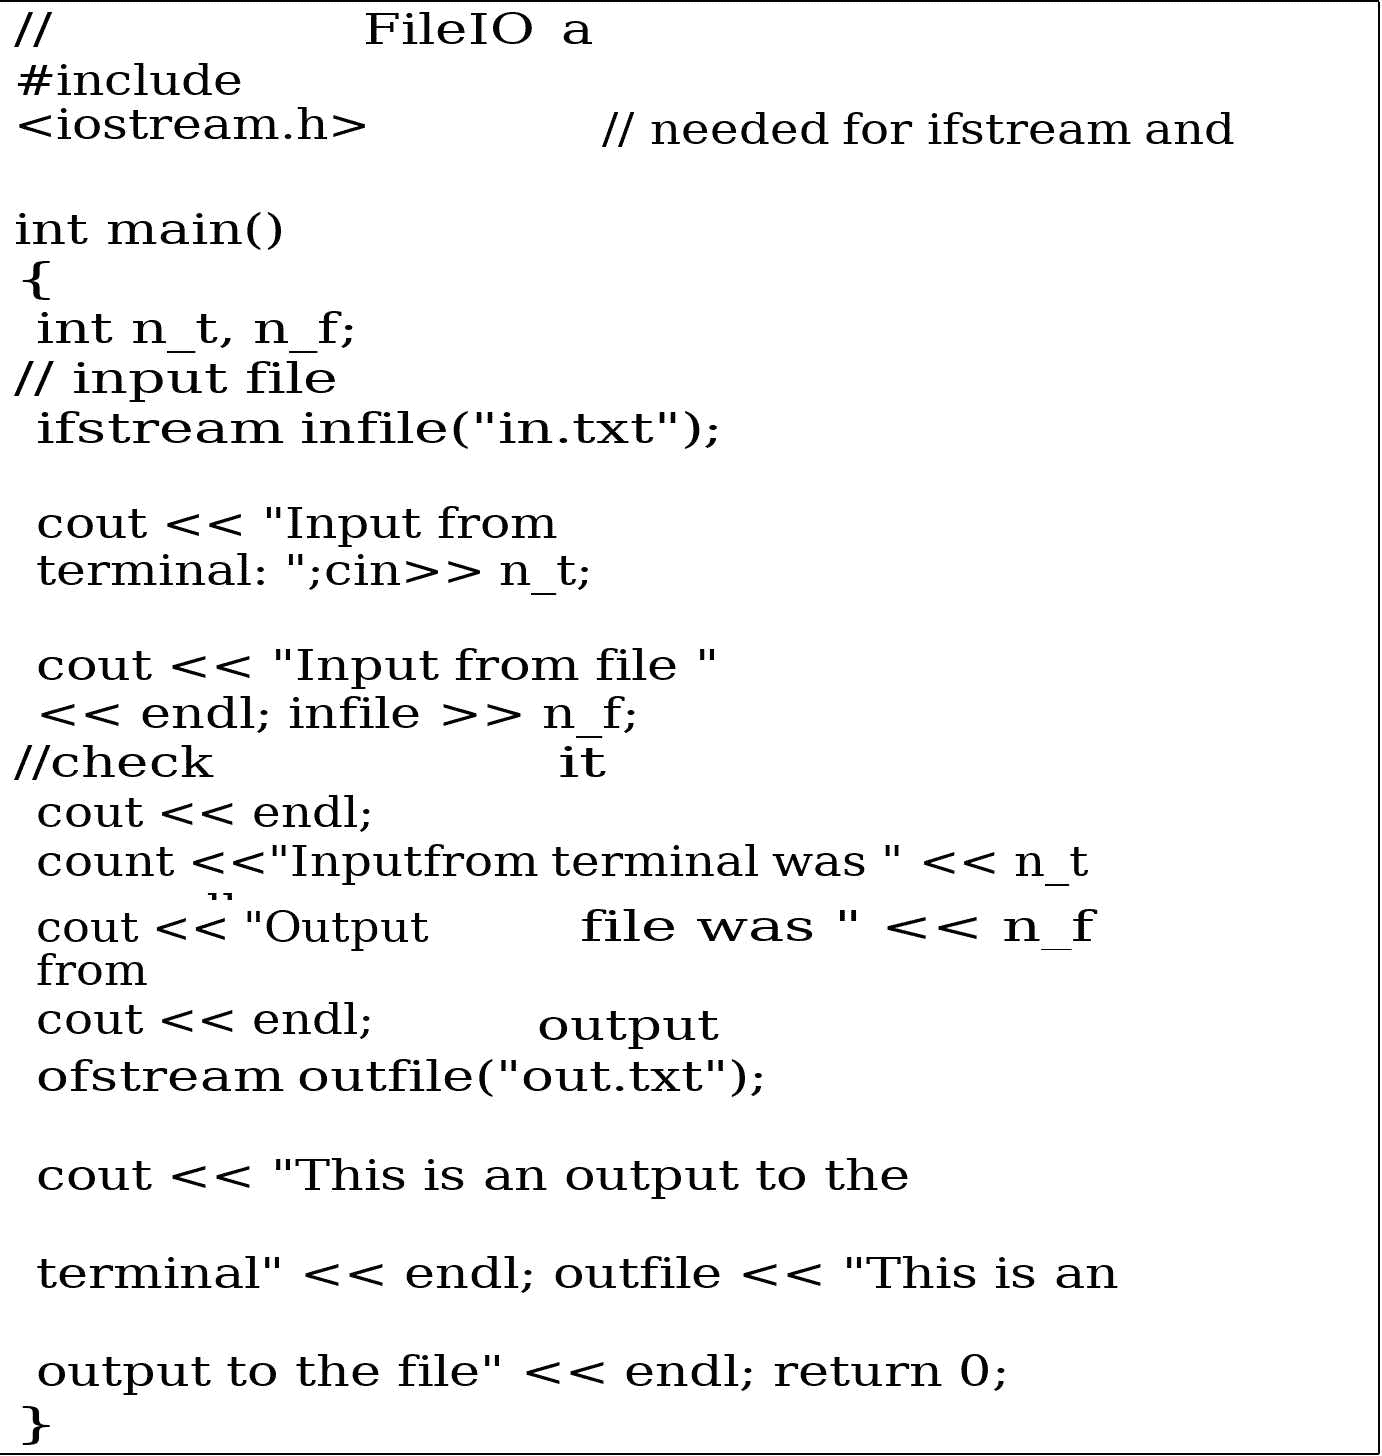 // FileIO a
#include
<iostream.h> // needed for ifstream and
int main()
{
int n_t, n_f;
// input file
ifstream infile("in.txt");
cout << "Input from
terminal: ";cin>> n_t;
cout << "Input from file "
<< endl; infile >> n_f;
//check it
cout << endl;
count <<"Inputfrom terminal was " << n_t
cout << "Output file was " << n_f
from
cout << endl; output
ofstream outfile("out.txt");
cout << "This is an output to the
terminal" << endl; outfile << "This is an
output to the file" << endl; return 0;
}